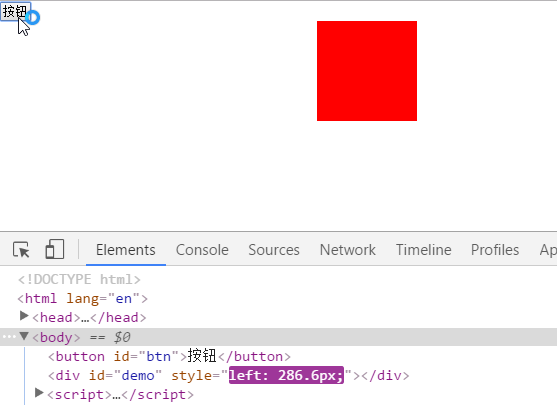 按钮
Elements Console Sources Network Timeline Profiles Ap
<!DOCTYPE html>
<html lang="en">
▶<head>…</head>
···▼<body> == $0
<button id="btn">按钮</button>
<div id="demo" style="left: 286.6px;"></div>
▶<script>…</script>